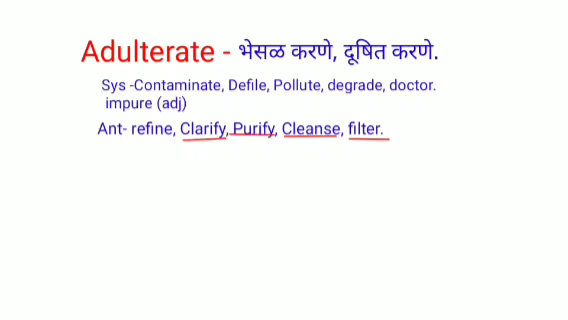 Adulterate - भेसळ करणे, दूषित करणे.
Sys -Contaminate, Defile, Pollute, degrade, doctor.
impure (adj)
Ant- refine, Clarify, Purify, Cleanse, filter.